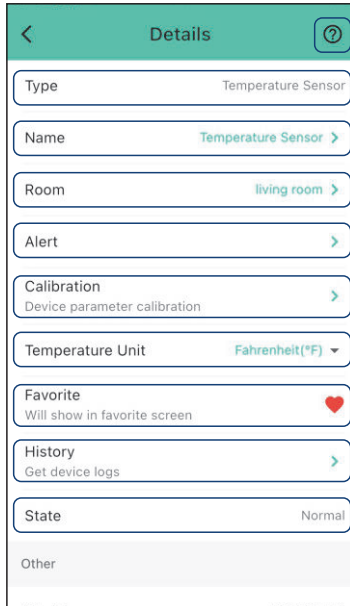 Details
Type Temperature Sensor
Name Temperature Sensor
Room living room
Alert
Calibration
Device parameter calibration
Temperature Unit Fahrenheit(°F)
Favorite
Will show in favorite screen
History
Get device logs
State Normal
Other